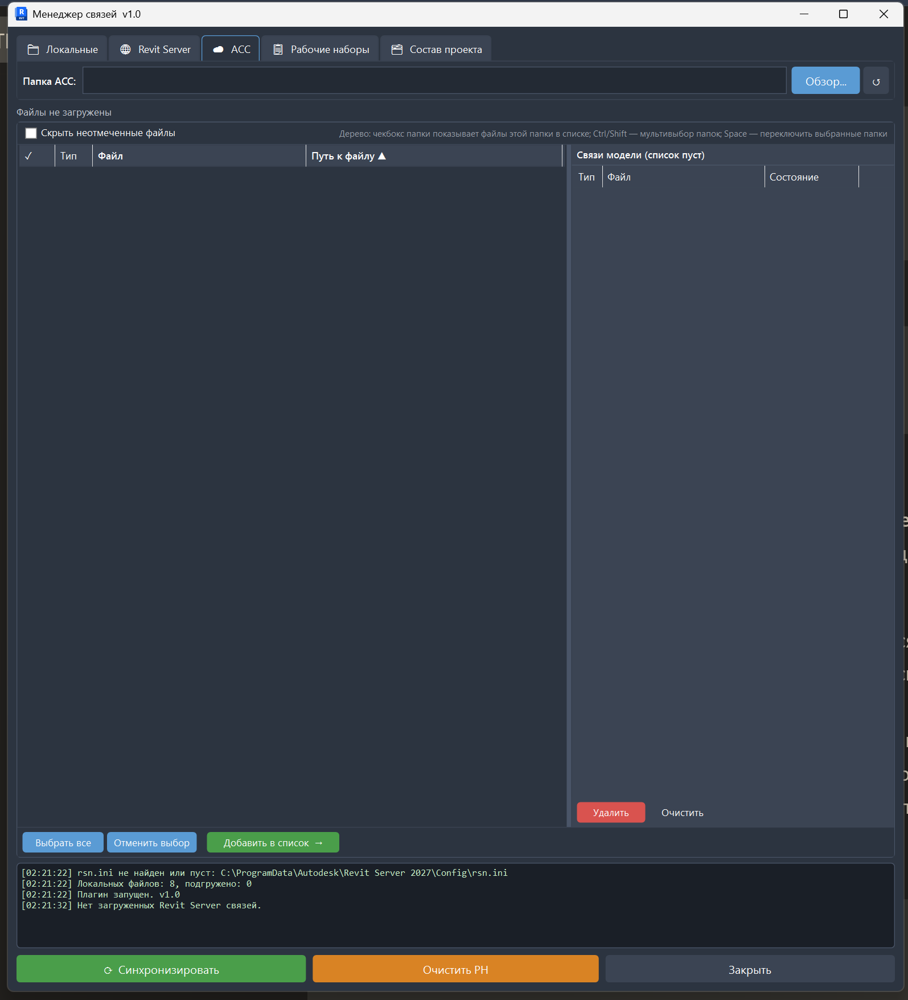 Менеджер связей v1.0
Локальные
Revit Server
ACC
Рабочие наборы
Состав проекта
Папка ACC:
Обзор...
Файлы не загружены
Скрыть неотмеченные файлы
Дерево: чекбокс папки показывает файлы этой папки в списке; Ctrl/Shift — мультивыбор папок; Space — переключить выбранные папки
✓ Тип Файл Путь к файлу ▲
Связи модели (список пуст)
Тип Файл Состояние
Удалить
Очистить
Выбрать все
Отменить выбор
Добавить в список →
[02:21:22] rsn.ini не найден или пуст: C:\ProgramData\Autodesk\Revit Server 2027\Config\rsn.ini
[02:21:22] Локальных файлов: 8, подгружено: 0
[02:21:22] Плагин запущен. v1.0
[02:21:32] Нет загруженных Revit Server связей.
⟳ Синхронизировать
Очистить РН
Закрыть